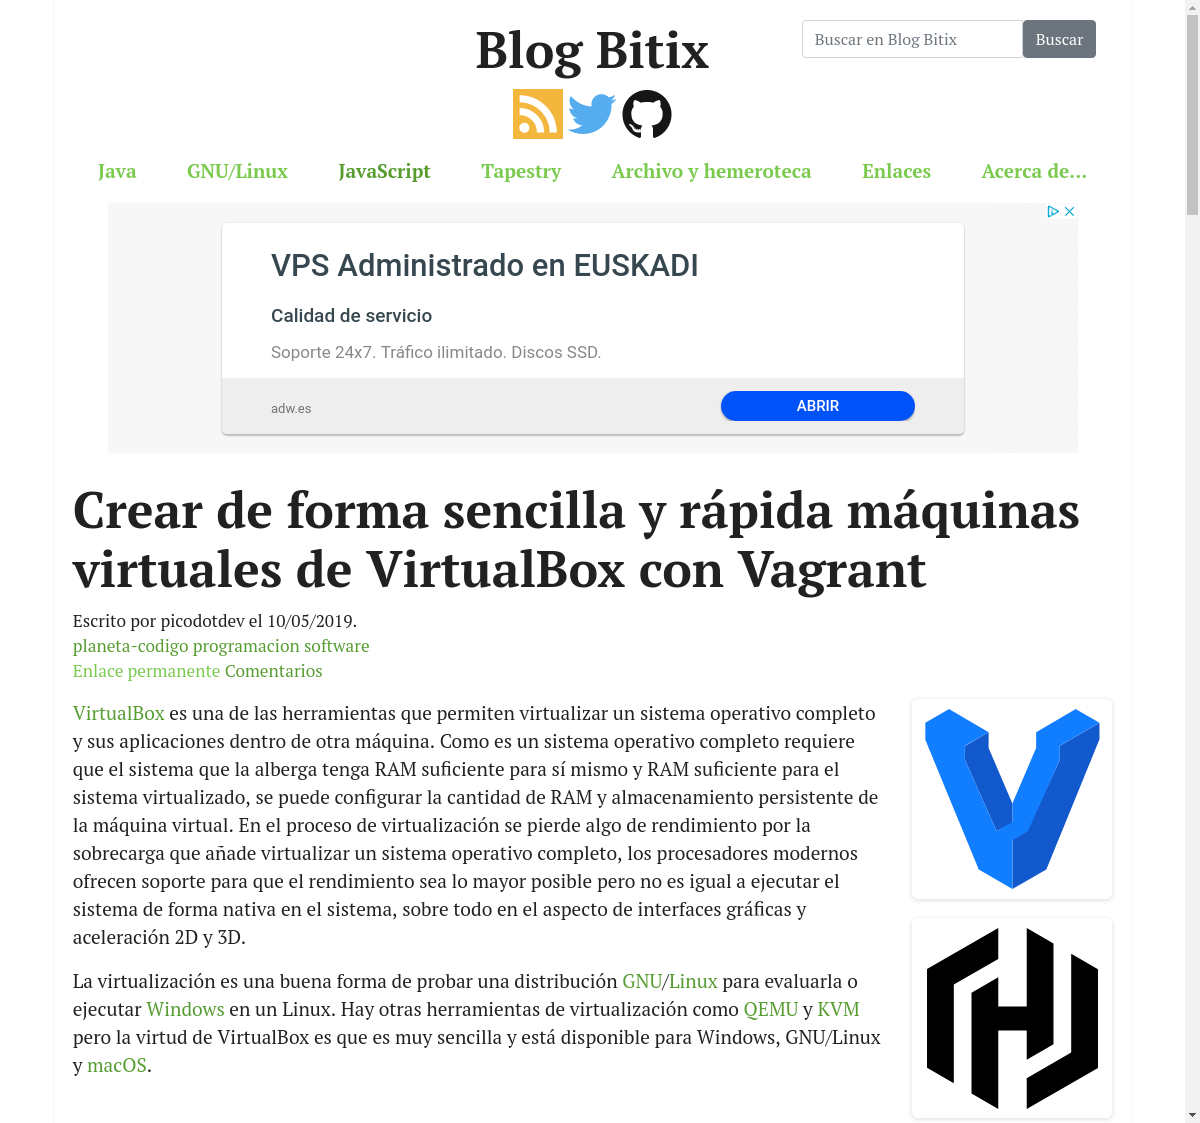 Blog Bitix
Buscar en Blog Bitix
Buscar
Java
GNU/Linux
JavaScript
Tapestry
Archivo y hemeroteca
Enlaces
Acerca de...
VPS Administrado en EUSKADI
Calidad de servicio
Soporte 24x7. Tráfico ilimitado. Discos SSD.
adw.es
ABRIR
Crear de forma sencilla y rápida máquinas
virtuales de VirtualBox con Vagrant
Escrito por picodotdev el 10/05/2019.
planeta-codigo programacion software
Enlace permanente Comentarios
VirtualBox es una de las herramientas que permiten virtualizar un sistema operativo completo
y sus aplicaciones dentro de otra máquina. Como es un sistema operativo completo requiere
que el sistema que la alberga tenga RAM suficiente para sí mismo y RAM suficiente para el
sistema virtualizado, se puede configurar la cantidad de RAM y almacenamiento persistente de
la máquina virtual. En el proceso de virtualización se pierde algo de rendimiento por la
sobrecarga que añade virtualizar un sistema operativo completo, los procesadores modernos
ofrecen soporte para que el rendimiento sea lo mayor posible pero no es igual a ejecutar el
sistema de forma nativa en el sistema, sobre todo en el aspecto de interfaces gráficas y
aceleración 2D y 3D.
La virtualización es una buena forma de probar una distribución GNU/Linux para evaluarla o
ejecutar Windows en un Linux. Hay otras herramientas de virtualización como QEMU y KVM
pero la virtud de VirtualBox es que es muy sencilla y está disponible para Windows, GNU/Linux
y macOS.